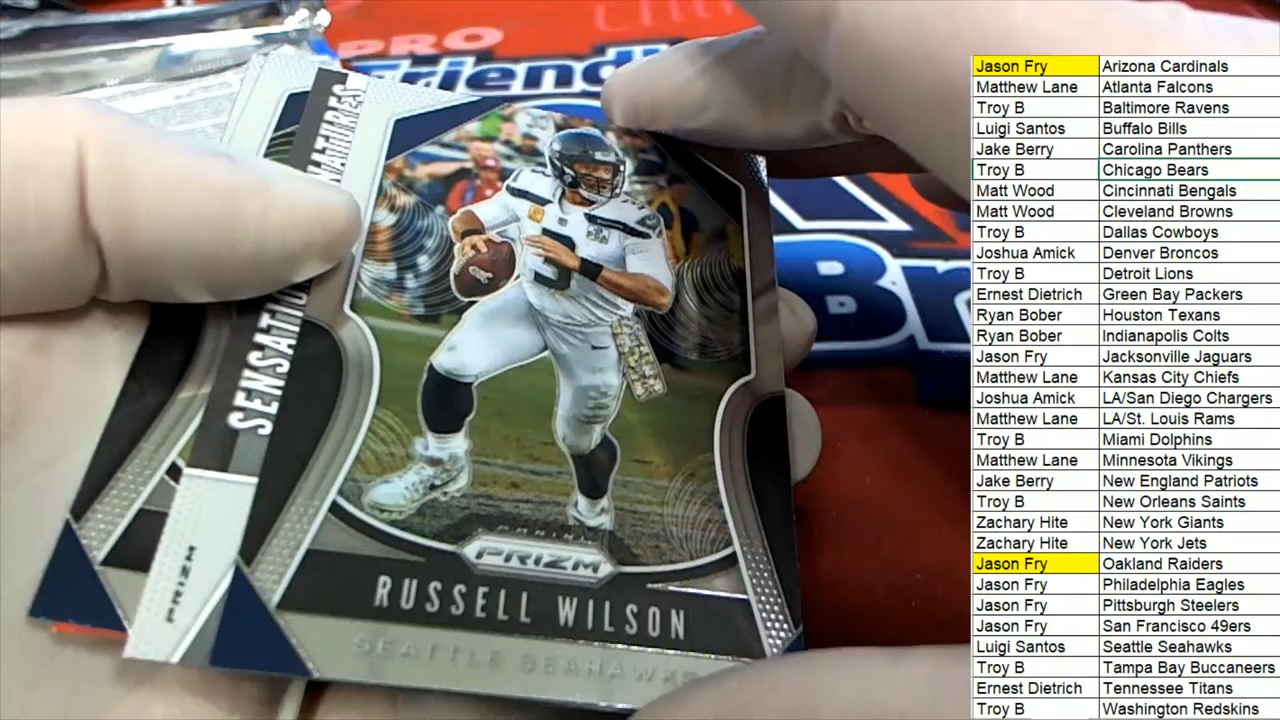 PRO
Friendl
Br
SENSATIO
NATURES
PRIZM
3
PANINI
PRIZM
RUSSELL WILSON
SEATTLE SEAHAWKS
Jason Fry Arizona Cardinals
Matthew Lane Atlanta Falcons
Troy B Baltimore Ravens
Luigi Santos Buffalo Bills
Jake Berry Carolina Panthers
Troy B Chicago Bears
Matt Wood Cincinnati Bengals
Matt Wood Cleveland Browns
Troy B Dallas Cowboys
Joshua Amick Denver Broncos
Troy B Detroit Lions
Ernest Dietrich Green Bay Packers
Ryan Bober Houston Texans
Ryan Bober Indianapolis Colts
Jason Fry Jacksonville Jaguars
Matthew Lane Kansas City Chiefs
Joshua Amick LA/San Diego Chargers
Matthew Lane LA/St. Louis Rams
Troy B Miami Dolphins
Matthew Lane Minnesota Vikings
Jake Berry New England Patriots
Troy B New Orleans Saints
Zachary Hite New York Giants
Zachary Hite New York Jets
Jason Fry Oakland Raiders
Jason Fry Philadelphia Eagles
Jason Fry Pittsburgh Steelers
Jason Fry San Francisco 49ers
Luigi Santos Seattle Seahawks
Troy B Tampa Bay Buccaneers
Ernest Dietrich Tennessee Titans
Troy B Washington Redskins